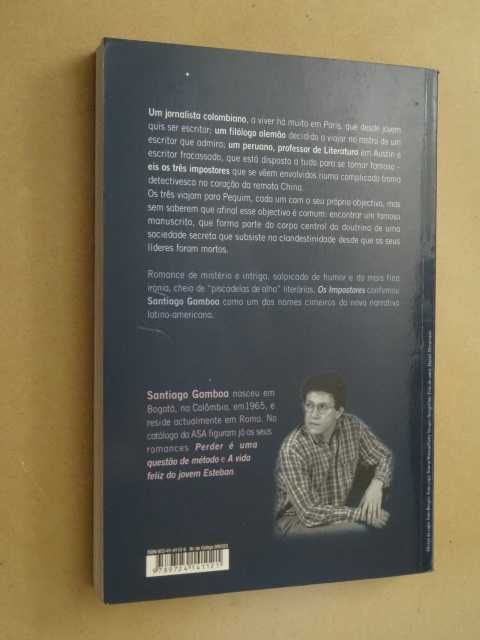 Um jornalista colombiano, a viver há muito em Paris, que desde jovem
quis ser escritor; um filólogo alemão decidido a viajar no rastro de um
escritor que admira; um peruano, professor de Literatura em Austin e
escritor fracassado, que está disposto a tudo para se tornar famoso –
eis os três impostores que se vêem envolvidos numa complicada trama
detectivesca no coração da remota China.
Os três viajam para Pequim, cada um com o seu próprio objectivo, mas
sem saberem que afinal esse objectivo é comum: encontrar um famoso
manuscrito, que forma parte do corpo central da doutrina de uma
sociedade secreta que subsiste na clandestinidade desde que os seus
líderes foram mortos.
Romance de mistério e intriga, salpicado de humor e da mais fina
ironia, cheio de "piscadelas de olho" literárias, Os Impostores confirmou
Santiago Gamboa como um dos nomes cimeiros da nova narrativa
latino-americana.
Santiago Gamboa nasceu em
Bogotá, na Colômbia, em 1965, e
reside actualmente em Roma. No
catálogo da ASA figuram já os seus
romances Perder é uma
questão de método e A vida
feliz do jovem Esteban.
9789724141121